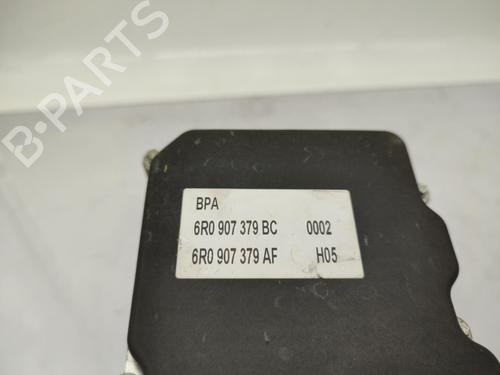 BPA
6R0 907 379 BC 0002
6R0 907 379 AF H05
B-PARTS